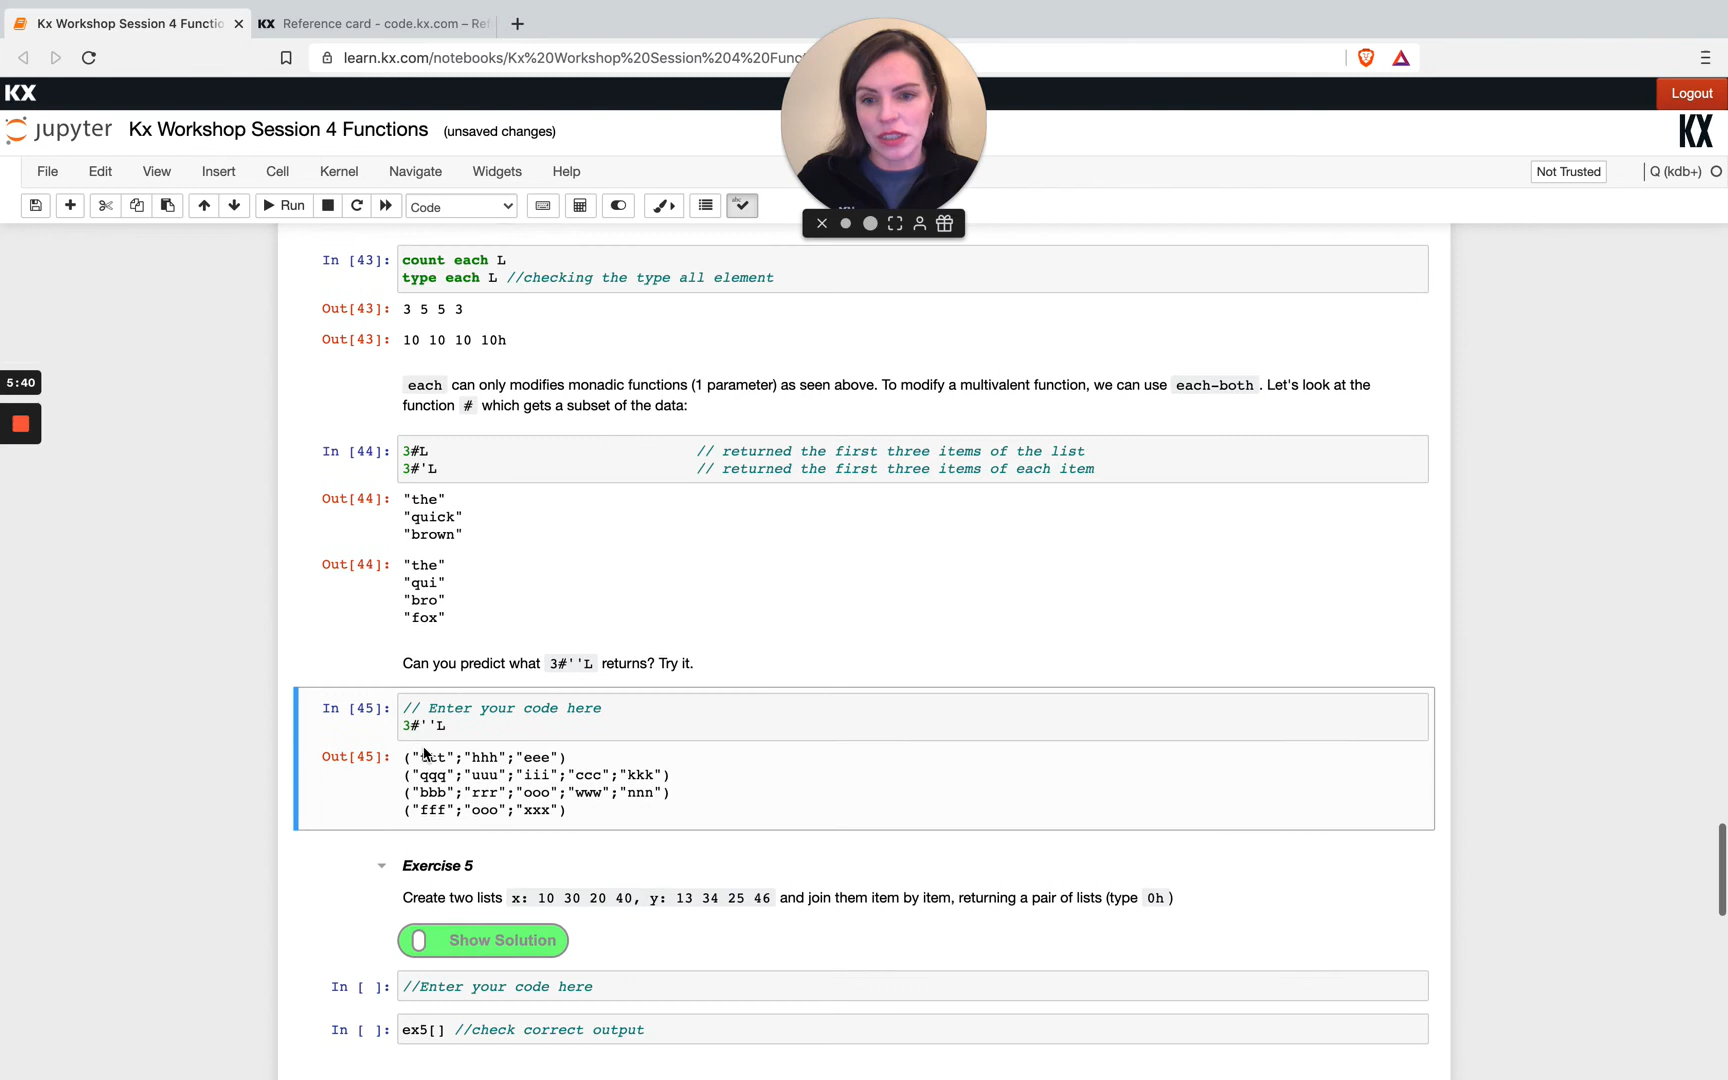 Kx Workshop Session 4 Functio
Reference card - code.kx.com – Ref
learn.kx.com/notebooks/Kx%20Workshop%20Session%204%20Func
KX
Logout
jupyter Kx Workshop Session 4 Functions (unsaved changes)
KX
File Edit View Insert Cell Kernel Navigate Widgets Help
Not Trusted
Q (kdb+)
Run
Code
5:40
In [43]: count each L
type each L //checking the type all element
Out[43]: 3 5 5 3
Out[43]: 10 10 10 10h
each can only modifies monadic functions (1 parameter) as seen above. To modify a multivalent function, we can use each-both . Let's look at the
function # which gets a subset of the data:
In [44]: 3#L // returned the first three items of the list
3#'L // returned the first three items of each item
Out[44]: "the"
"quick"
"brown"
Out[44]: "the"
"qui"
"bro"
"fox"
Can you predict what 3#''L returns? Try it.
In [45]: // Enter your code here
3#''L
Out[45]: ("ttt";"hhh";"eee")
("qqq";"uuu";"iii";"ccc";"kkk")
("bbb";"rrr";"ooo";"www";"nnn")
("fff";"ooo";"xxx")
Exercise 5
Create two lists x: 10 30 20 40, y: 13 34 25 46 and join them item by item, returning a pair of lists (type 0h )
Show Solution
In [ ]: //Enter your code here
In [ ]: ex5[] //check correct output